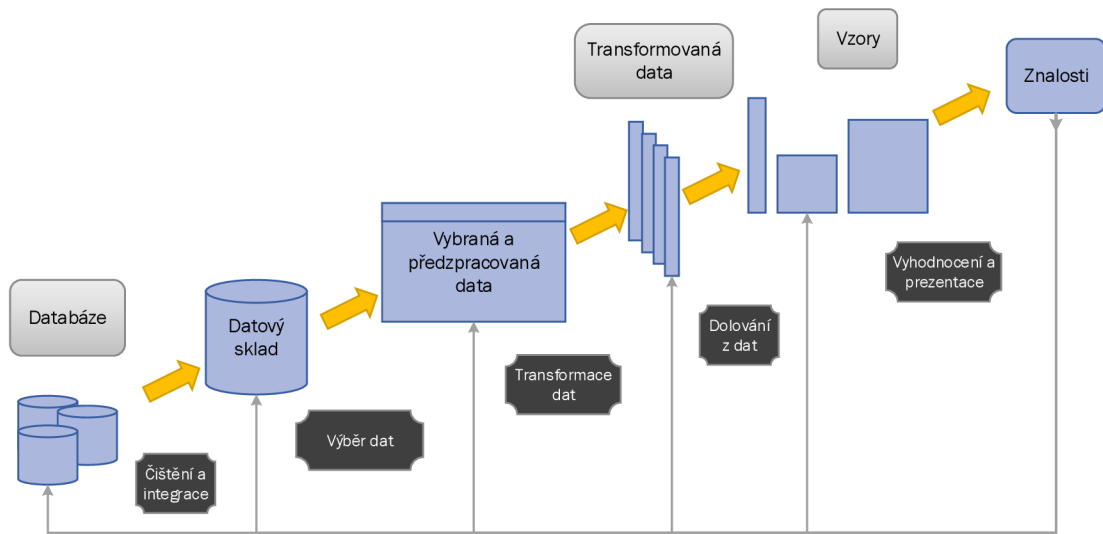 Vzory
Transformovaná
data
Znalosti
Vybraná a
předzpracovaná
data
Vyhodnocení a
prezentace
Databáze
Datový
sklad
Dolování
z dat
Transformace
dat
Výběr dat
Čištění a
integrace